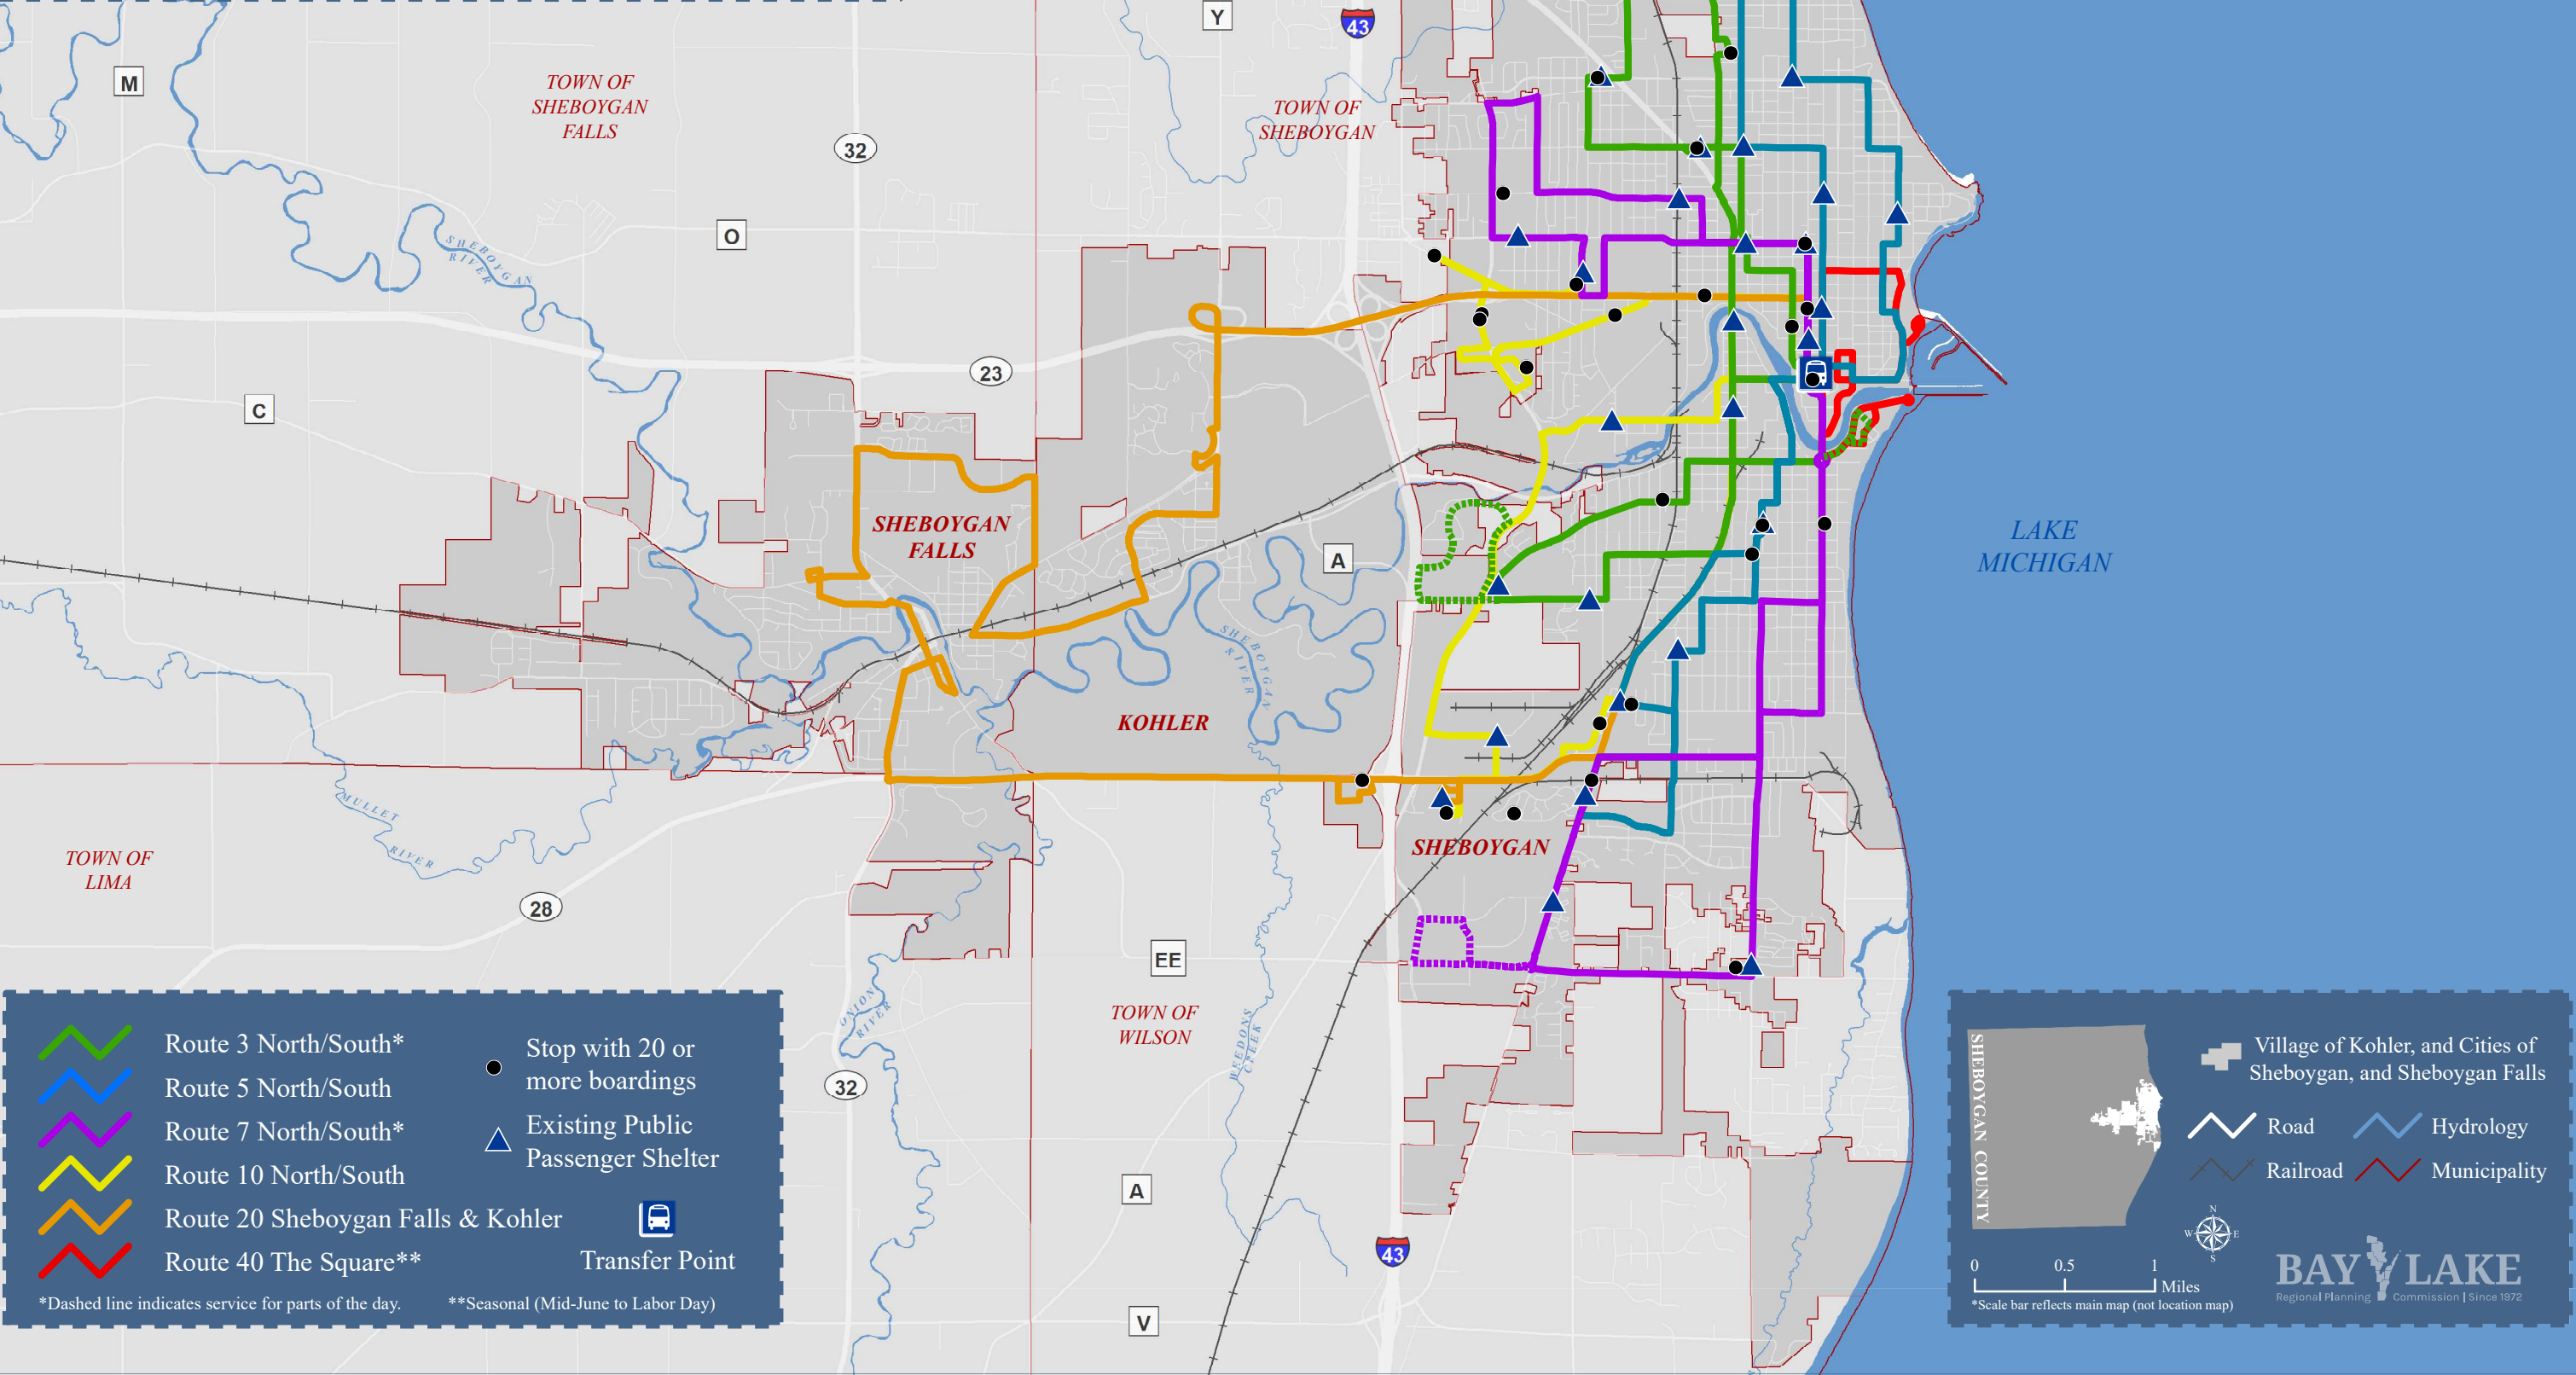 Y
43
M
TOWN OF
SHEBOYGAN
FALLS
TOWN OF
SHEBOYGAN
32
O
SHEBOYGAN
RIVER
23
C
SHEBOYGAN
FALLS
A
LAKE
MICHIGAN
SHEBOYGAN
RIVER
KOHLER
MULLET
RIVER
SHEBOYGAN
TOWN OF
LIMA
28
EE
TOWN OF
WILSON
ONION
RIVER
WEEDONS
CREEK
32
A
43
V
Route 3 North/South*
Route 5 North/South
Route 7 North/South*
Route 10 North/South
Route 20 Sheboygan Falls & Kohler
Route 40 The Square**
Stop with 20 or
more boardings
Existing Public
Passenger Shelter
Transfer Point
*Dashed line indicates service for parts of the day.
**Seasonal (Mid-June to Labor Day)
SHEBOYGAN COUNTY
Village of Kohler, and Cities of
Sheboygan, and Sheboygan Falls
Road
Hydrology
Railroad
Municipality
N
W E
S
0 0.5 1
Miles
*Scale bar reflects main map (not location map)
BAY LAKE
Regional Planning Commission | Since 1972